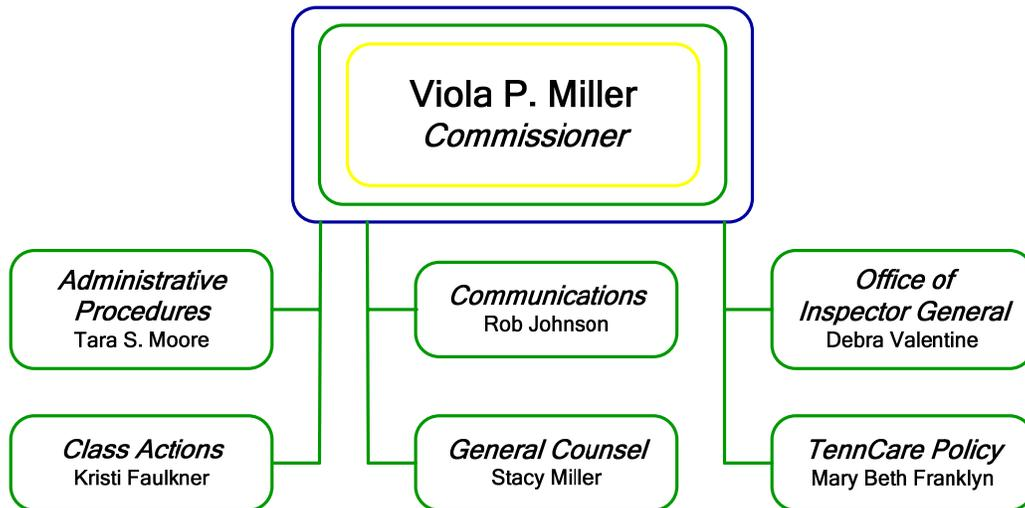 Viola P. Miller
Commissioner
Administrative
Procedures
Tara S. Moore
Communications
Rob Johnson
Office of
Inspector General
Debra Valentine
Class Actions
Kristi Faulkner
General Counsel
Stacy Miller
TennCare Policy
Mary Beth Franklyn